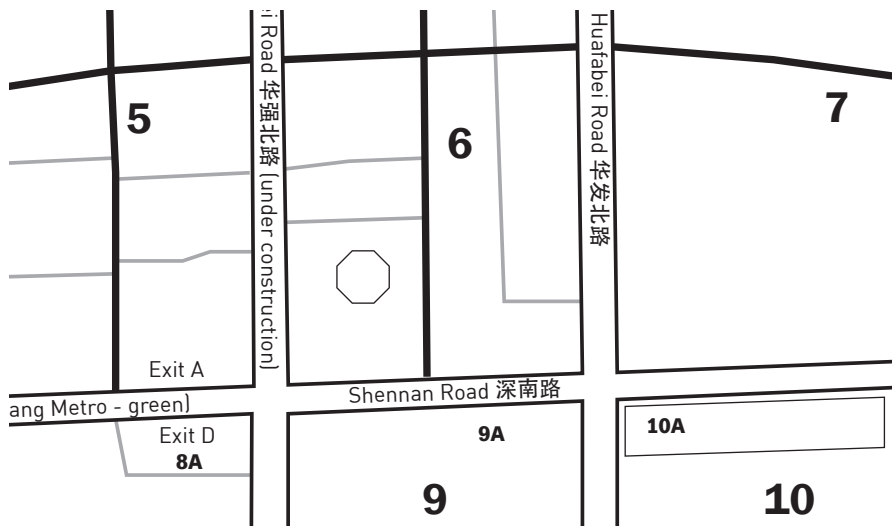 5
i Road 华强北路 (under construction)
6
Huafabei Road 华发北路
7
Exit A
Shennan Road 深南路
ang Metro - green)
Exit D
8A
9A
10A
9
10